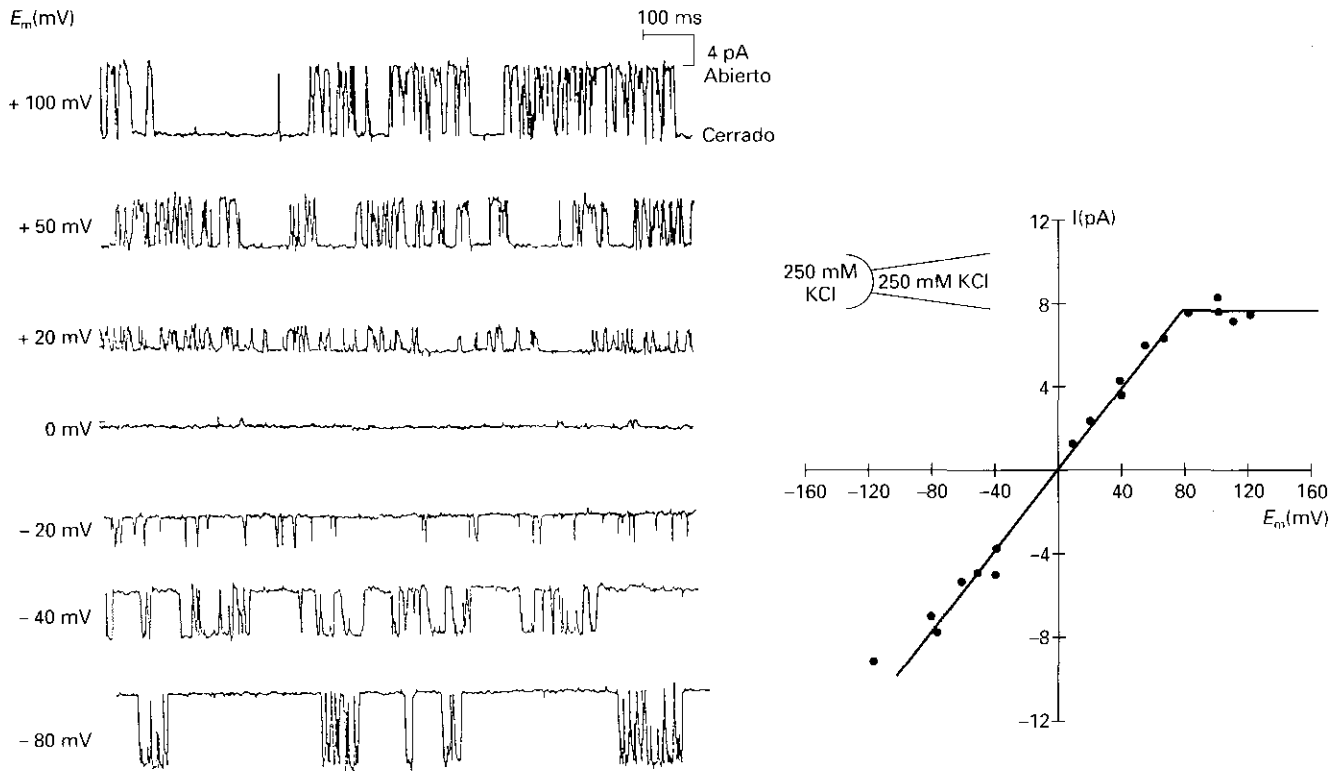 E_m(mV)
100 ms
4 pA
Abierto
+ 100 mV
Cerrado
+ 50 mV
+ 20 mV
0 mV
− 20 mV
− 40 mV
− 80 mV
I(pA)
12
8
4
−4
−8
−12
250 mM
KCl
250 mM KCl
−160 −120 −80 −40 0 40 80 120 160
E_m(mV)